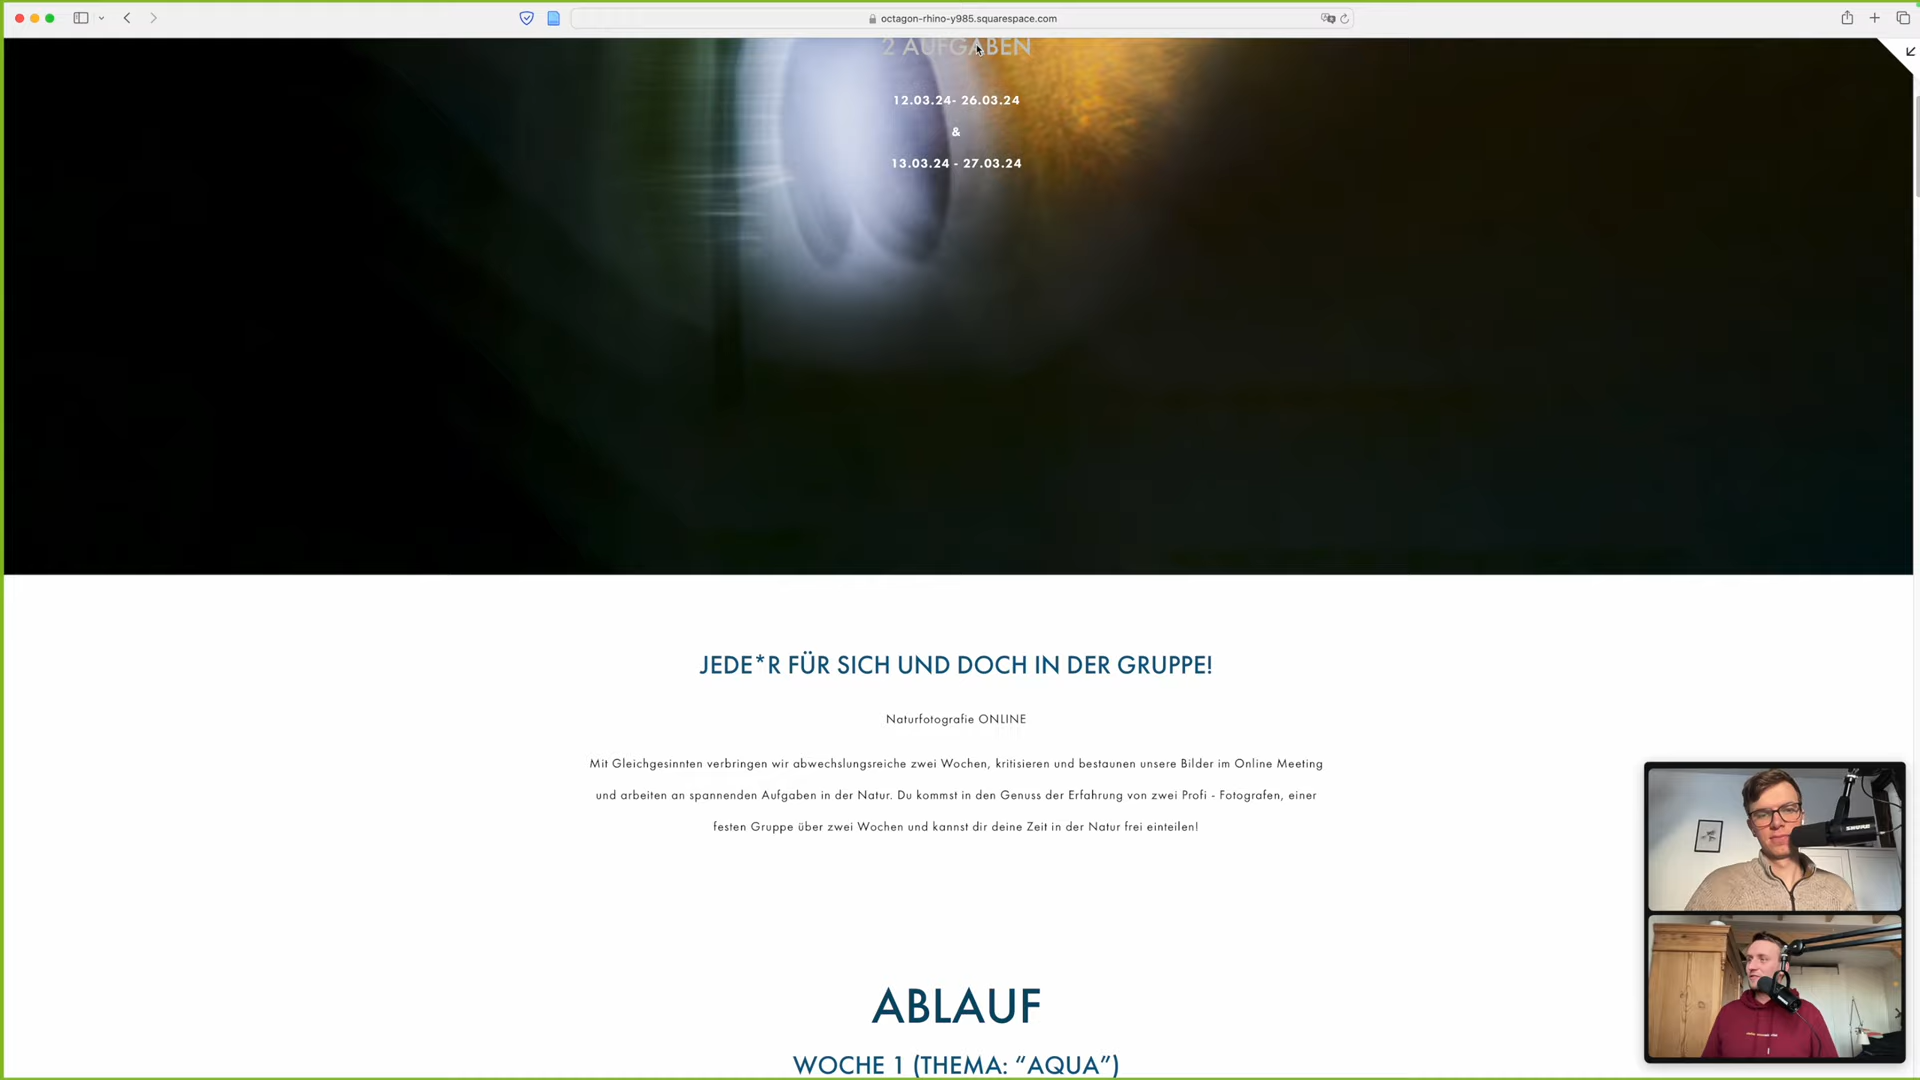 octagon-rhino-y985.squarespace.com
2 AUFGABEN
12.03.24- 26.03.24
&
13.03.24 - 27.03.24
JEDE*R FÜR SICH UND DOCH IN DER GRUPPE!
Naturfotografie ONLINE
Mit Gleichgesinnten verbringen wir abwechslungsreiche zwei Wochen, kritisieren und bestaunen unsere Bilder im Online Meeting
und arbeiten an spannenden Aufgaben in der Natur. Du kommst in den Genuss der Erfahrung von zwei Profi - Fotografen, einer
festen Gruppe über zwei Wochen und kannst dir deine Zeit in der Natur frei einteilen!
ABLAUF
WOCHE 1 (THEMA: “AQUA”)
SHURE